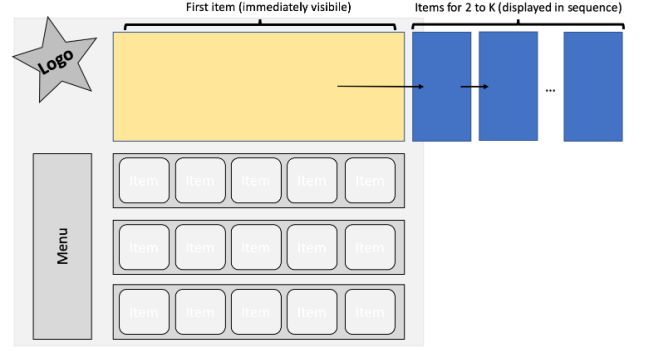 First item (immediately visibile)
Items for 2 to K (displayed in sequence)
Logo
...
Item Item Item Item Item
Menu
Item Item Item Item Item
Item Item Item Item Item